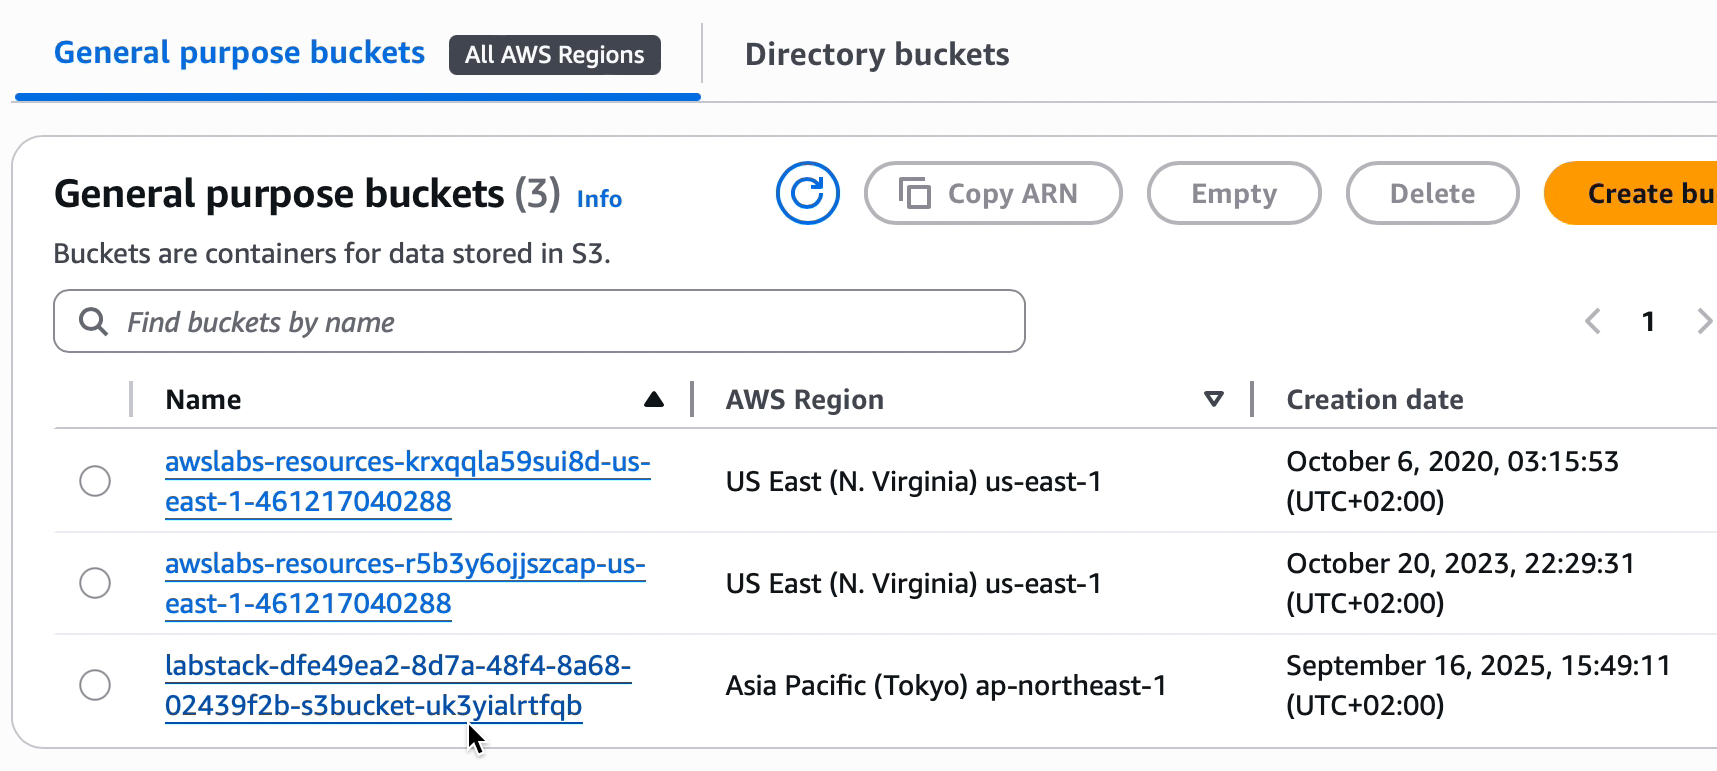 General purpose buckets All AWS Regions Directory buckets
General purpose buckets (3) Info
Copy ARN Empty Delete Create bu
Buckets are containers for data stored in S3.
Find buckets by name
1
Name AWS Region Creation date
awslabs-resources-krxqqla59sui8d-us-
east-1-461217040288
US East (N. Virginia) us-east-1
October 6, 2020, 03:15:53
(UTC+02:00)
awslabs-resources-r5b3y6ojjszcap-us-
east-1-461217040288
US East (N. Virginia) us-east-1
October 20, 2023, 22:29:31
(UTC+02:00)
labstack-dfe49ea2-8d7a-48f4-8a68-
02439f2b-s3bucket-uk3yialrtfqb
Asia Pacific (Tokyo) ap-northeast-1
September 16, 2025, 15:49:11
(UTC+02:00)